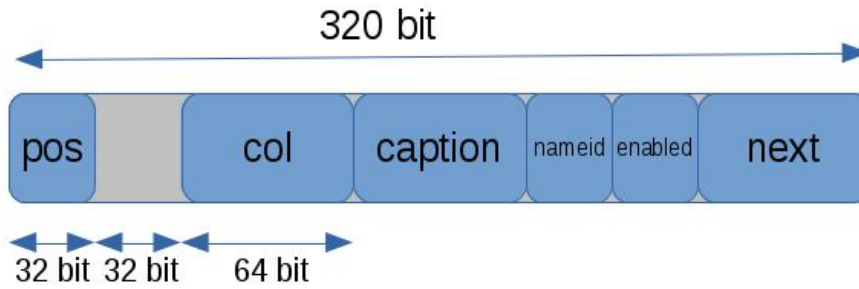 320 bit
pos col caption nameid enabled next
32 bit 32 bit 64 bit